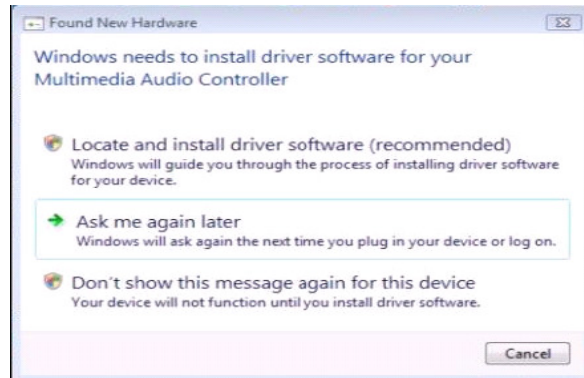 Found New Hardware
Windows needs to install driver software for your
Multimedia Audio Controller
Locate and install driver software (recommended)
Windows will guide you through the process of installing driver software
for your device.
Ask me again later
Windows will ask again the next time you plug in your device or log on.
Don't show this message again for this device
Your device will not function until you install driver software.
Cancel